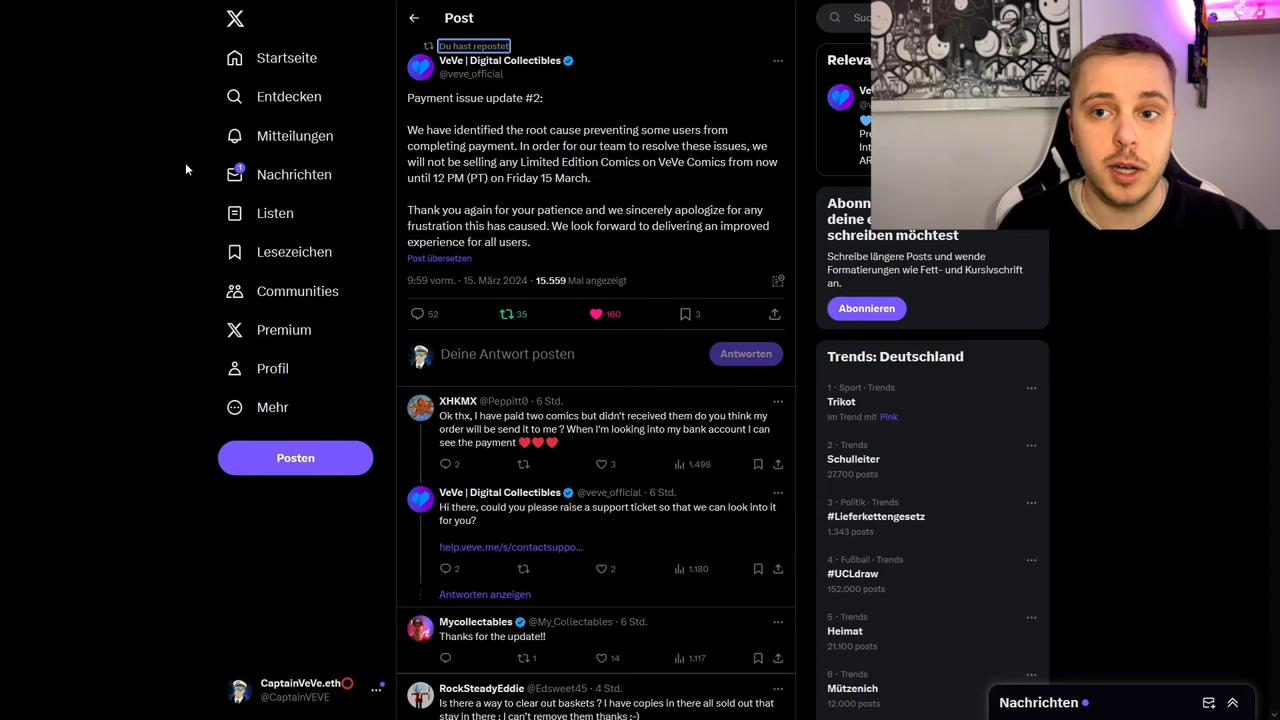 Post
Startseite
Entdecken
Mitteilungen
1
Nachrichten
Listen
Lesezeichen
Communities
Premium
Profil
Mehr
Posten
CaptainVeVe.eth⭕
@CaptainVEVE
Du hast repostet
VeVe | Digital Collectibles
@veve_official
Payment issue update #2:
We have identified the root cause preventing some users from
completing payment. In order for our team to resolve these issues, we
will not be selling any Limited Edition Comics on VeVe Comics from now
until 12 PM (PT) on Friday 15 March.
Thank you again for your patience and we sincerely apologize for any
frustration this has caused. We look forward to delivering an improved
experience for all users.
Post übersetzen
9:59 vorm. · 15. März 2024 · 15.559 Mal angezeigt
52 35 160 3
Deine Antwort posten
Antworten
XHKMX @Peppitt0 · 6 Std.
Ok thx, I have paid two comics but didn't received them do you think my
order will be send it to me ? When I'm looking into my bank account I can
see the payment ❤️❤️❤️
2 3 1.498
VeVe | Digital Collectibles @veve_official · 6 Std.
Hi there, could you please raise a support ticket so that we can look into it
for you?
help.veve.me/s/contactsuppo...
2 2 1.180
Antworten anzeigen
Mycollectables @My_Collectables · 6 Std.
Thanks for the update!!
1 14 1.117
RockSteadyEddie @Edsweet45 · 4 Std.
Is there a way to clear out baskets ? I have copies in there all sold out that
stay in there ; I can't remove them thanks ;-)
Suc
Releva
Ve
Pre
Int
AR
Abonn
deine e
schreiben möchtest
Schreibe längere Posts und wende
Formatierungen wie Fett- und Kursivschrift
an.
Abonnieren
Trends: Deutschland
1 · Sport · Trends
Trikot
Im Trend mit Pink
2 · Trends
Schulleiter
27.700 posts
3 · Politik · Trends
#Lieferkettengesetz
1.343 posts
4 · Fußball · Trends
#UCLdraw
152.000 posts
5 · Trends
Heimat
21.100 posts
6 · Trends
Mützenich
12.000 posts
Nachrichten